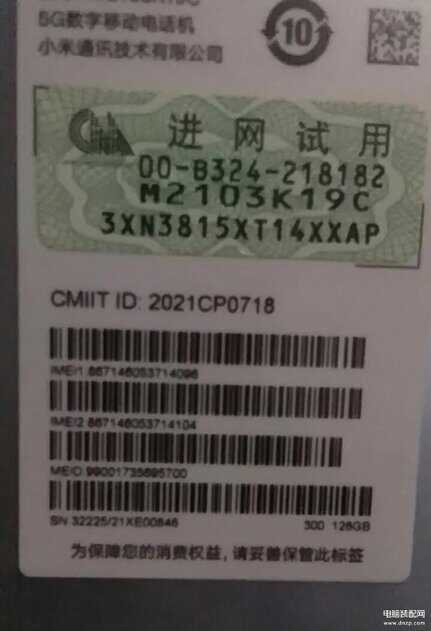 5G数字移动电话机
小米通讯技术有限公司
10
进网试用
00-B324-218182
M2103K19C
3XN3815XT14XXAP
CMIIT ID: 2021CP0718
IMEI1 867146053714096
IMEI2 867146053714104
MEID 99001735695700
SN 32225/21XE00846 300 128GB
为保障您的消费权益,请妥善保管此标签
电脑装配网
www.dnzp.com